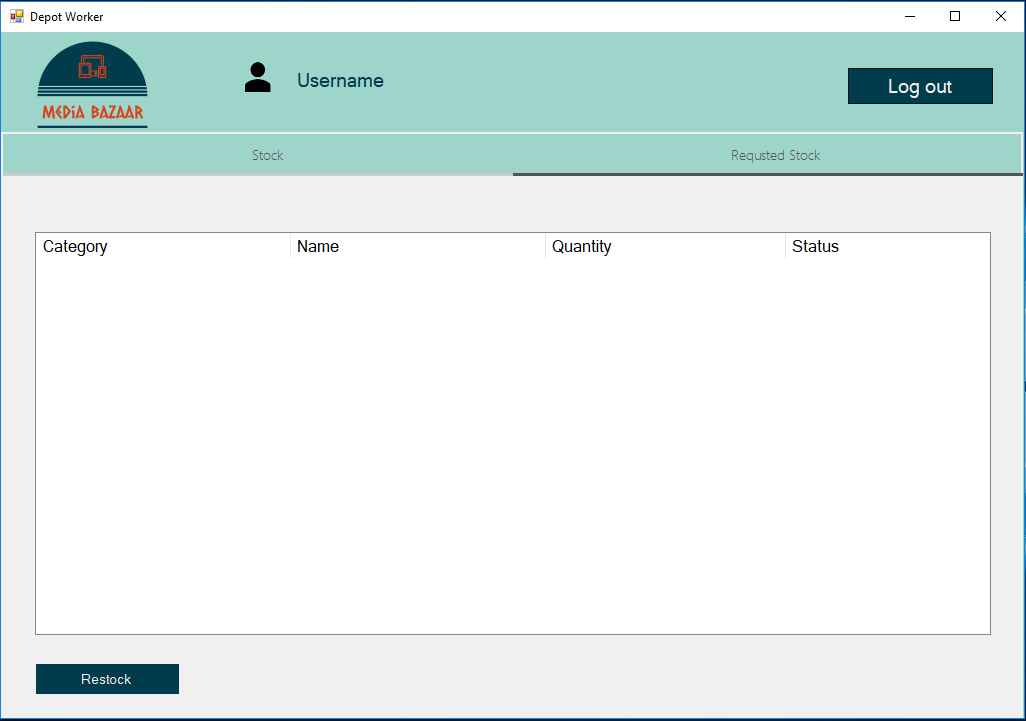 Depot Worker
MEDiA BAZAAR
Username
Log out
Stock
Requsted Stock
Category
Name
Quantity
Status
Restock